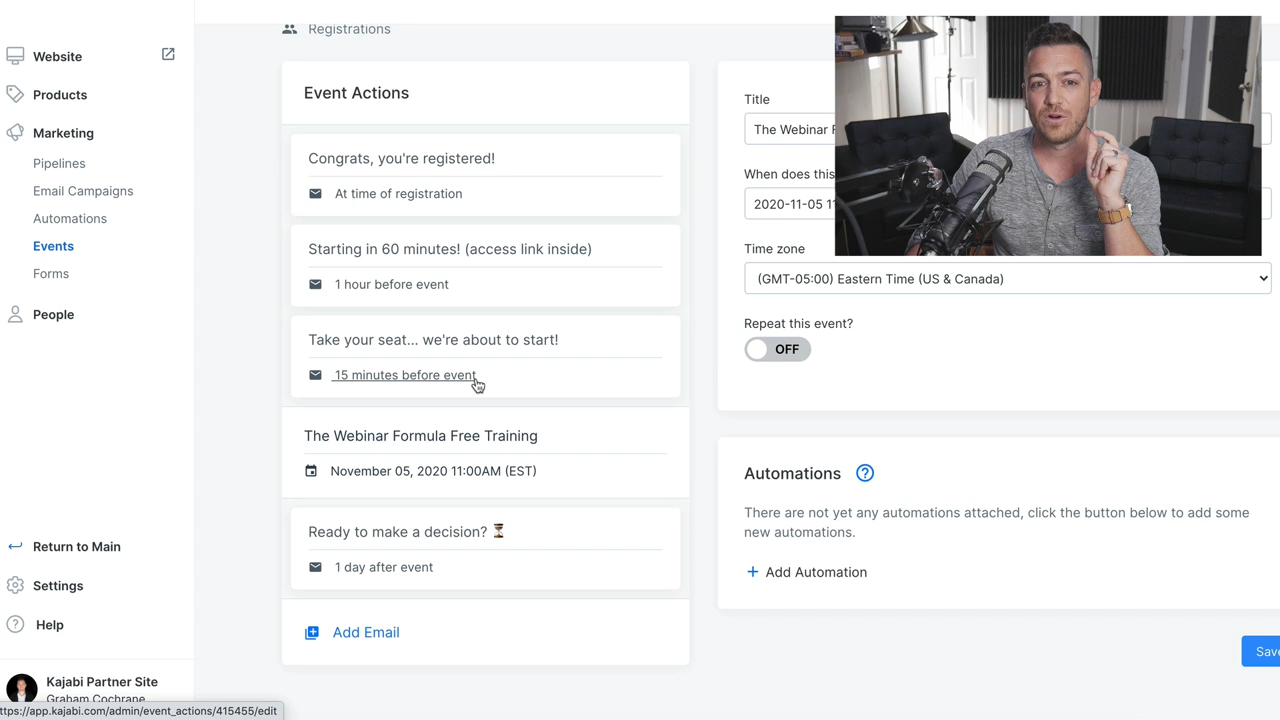 Website
Products
Marketing
Pipelines
Email Campaigns
Automations
Events
Forms
People
Return to Main
Settings
Help
Kajabi Partner Site
Graham Cochrane
ttps://app.kajabi.com/admin/event_actions/415455/edit
Registrations
Event Actions
Congrats, you're registered!
At time of registration
Starting in 60 minutes! (access link inside)
1 hour before event
Take your seat... we're about to start!
15 minutes before event
The Webinar Formula Free Training
November 05, 2020 11:00AM (EST)
Ready to make a decision? ⏳
1 day after event
Add Email
Title
The Webinar F
When does this
2020-11-05 11
Time zone
(GMT-05:00) Eastern Time (US & Canada)
Repeat this event?
OFF
Automations
There are not yet any automations attached, click the button below to add some
new automations.
Add Automation
Save